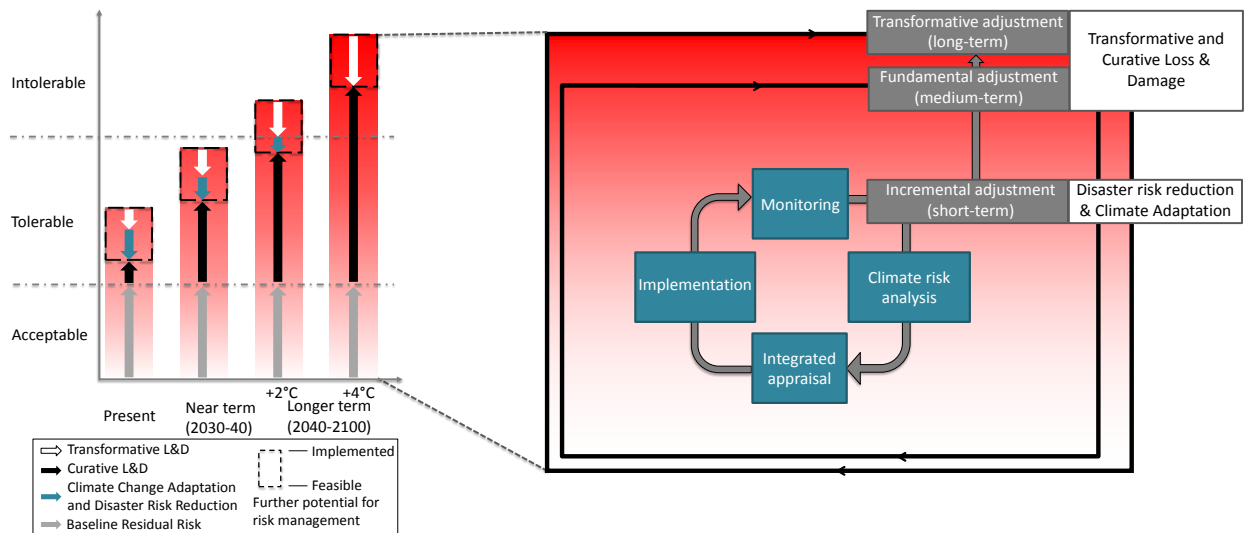 Intolerable
Tolerable
Acceptable
+2°C
+4°C
Present
Near term
(2030-40)
Longer term
(2040-2100)
Transformative L&D
Curative L&D
Climate Change Adaptation
and Disaster Risk Reduction
Baseline Residual Risk
Implemented
Feasible
Further potential for
risk management
Transformative adjustment
(long-term)
Fundamental adjustment
(medium-term)
Transformative and
Curative Loss &
Damage
Incremental adjustment
(short-term)
Disaster risk reduction
& Climate Adaptation
Monitoring
Implementation
Climate risk
analysis
Integrated
appraisal